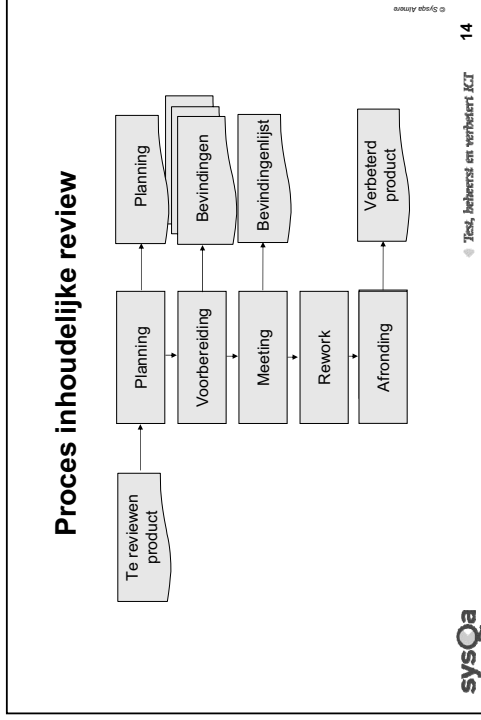 Proces inhoudelijke review
Te reviewen
product
Planning
Planning
Voorbereiding
Bevindingen
Meeting
Bevindingenlijst
Rework
Afronding
Verbeterd
product
sysQa
Test, beheerst en verbetert ICT
14
© Sysqa Almere